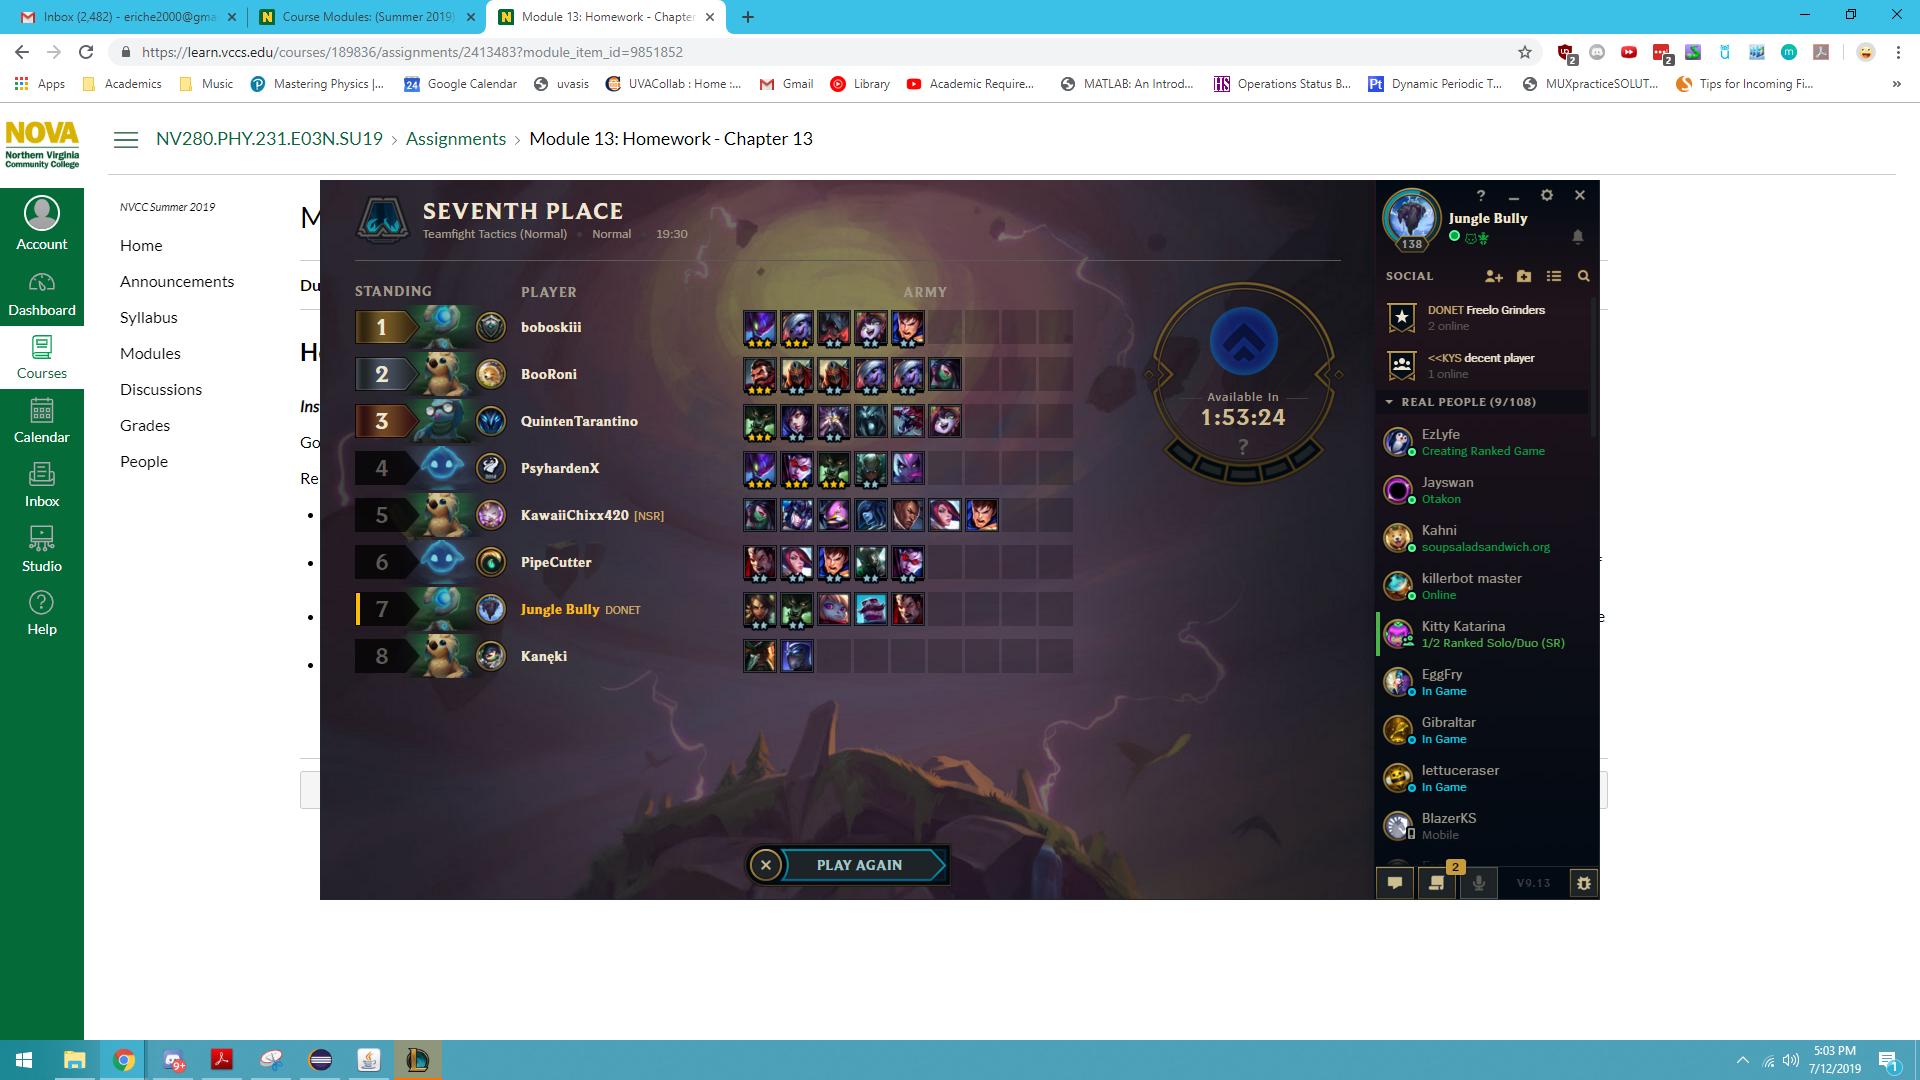 Inbox (2,482) - eriche2000@gma
Course Modules: (Summer 2019)
Module 13: Homework - Chapter
https://learn.vccs.edu/courses/189836/assignments/2413483?module_item_id=9851852
2
2
Apps
Academics
Music
Mastering Physics |...
24
Google Calendar
uvasis
UVACollab : Home :...
Gmail
Library
Academic Require...
MATLAB: An Introd...
HS
Operations Status B...
Pt
Dynamic Periodic T...
MUXpracticeSOLUT...
Tips for Incoming Fi...
»
NOVA
Northern Virginia
Community College
NV280.PHY.231.E03N.SU19 › Assignments › Module 13: Homework - Chapter 13
Account
Dashboard
Courses
Calendar
Inbox
Studio
Help
NVCC Summer 2019
Home
Announcements
Syllabus
Modules
Discussions
Grades
People
M
Du
H
Ins
Go
Re
SEVENTH PLACE
Teamfight Tactics (Normal) • Normal • 19:30
STANDING PLAYER ARMY
1 boboskiii
2 BooRoni
3 QuintenTarantino
4 PsyhardenX
5 KawaiiChixx420 [NSR]
6 PipeCutter
7 Jungle Bully DONET
8 Kanęki
Available In
1:53:24
?
PLAY AGAIN
?
Jungle Bully
138
SOCIAL
DONET Freelo Grinders
2 online
<<KYS decent player
1 online
REAL PEOPLE (9/108)
EzLyfe
Creating Ranked Game
Jayswan
Otakon
Kahni
soupsaladsandwich.org
killerbot master
Online
Kitty Katarina
1/2 Ranked Solo/Duo (SR)
EggFry
In Game
Gibraltar
In Game
lettuceraser
In Game
BlazerKS
Mobile
2
V9.13
9+
5:03 PM
7/12/2019
1